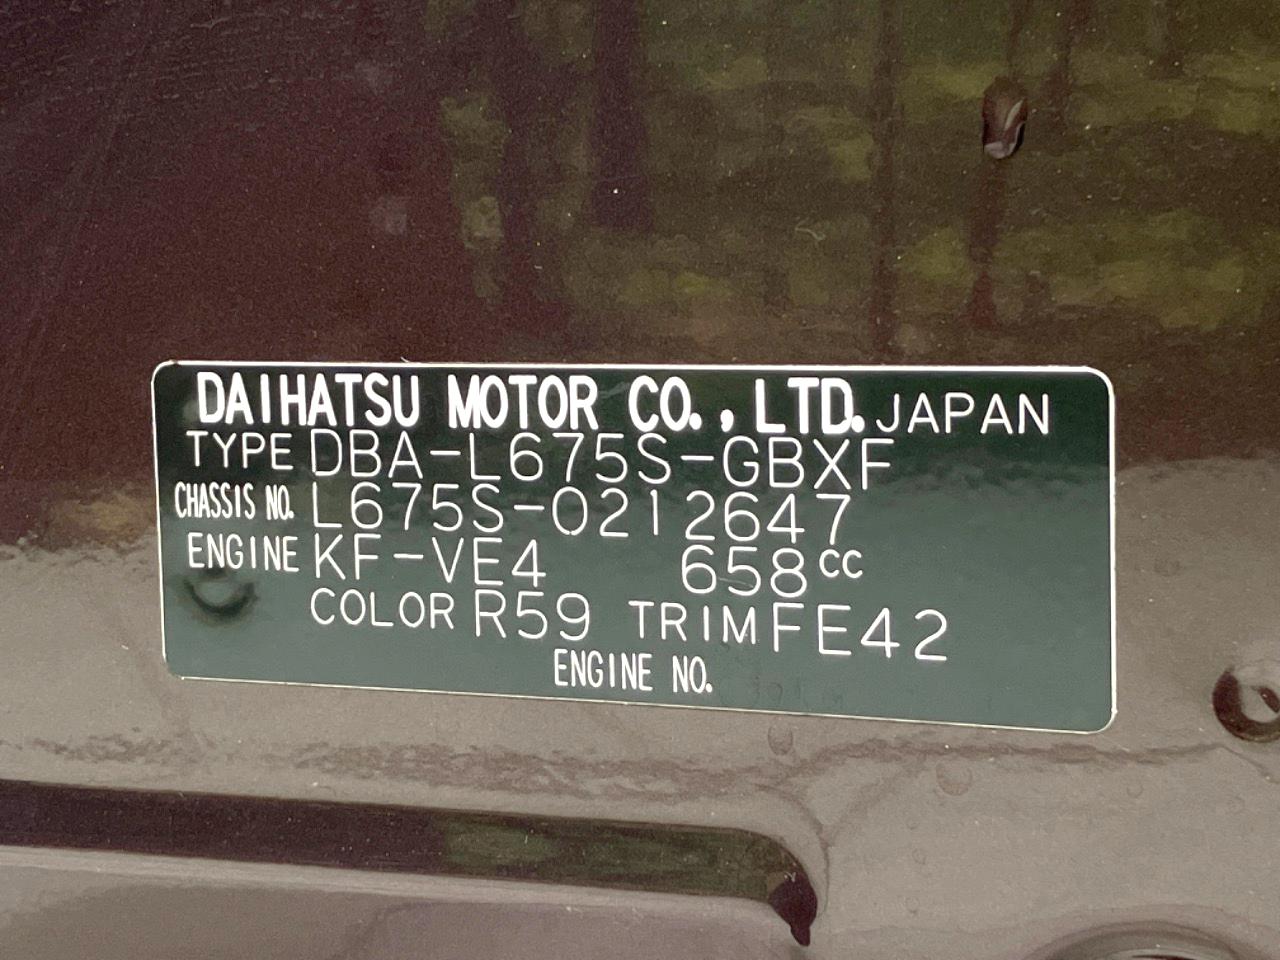 DAIHATSU MOTOR CO., LTD. JAPAN
TYPE DBA-L675S-GBXF
CHASSIS NO. L675S-0212647
ENGINE KF-VE4 658cc
COLOR R59 TRIM FE42
ENGINE NO.